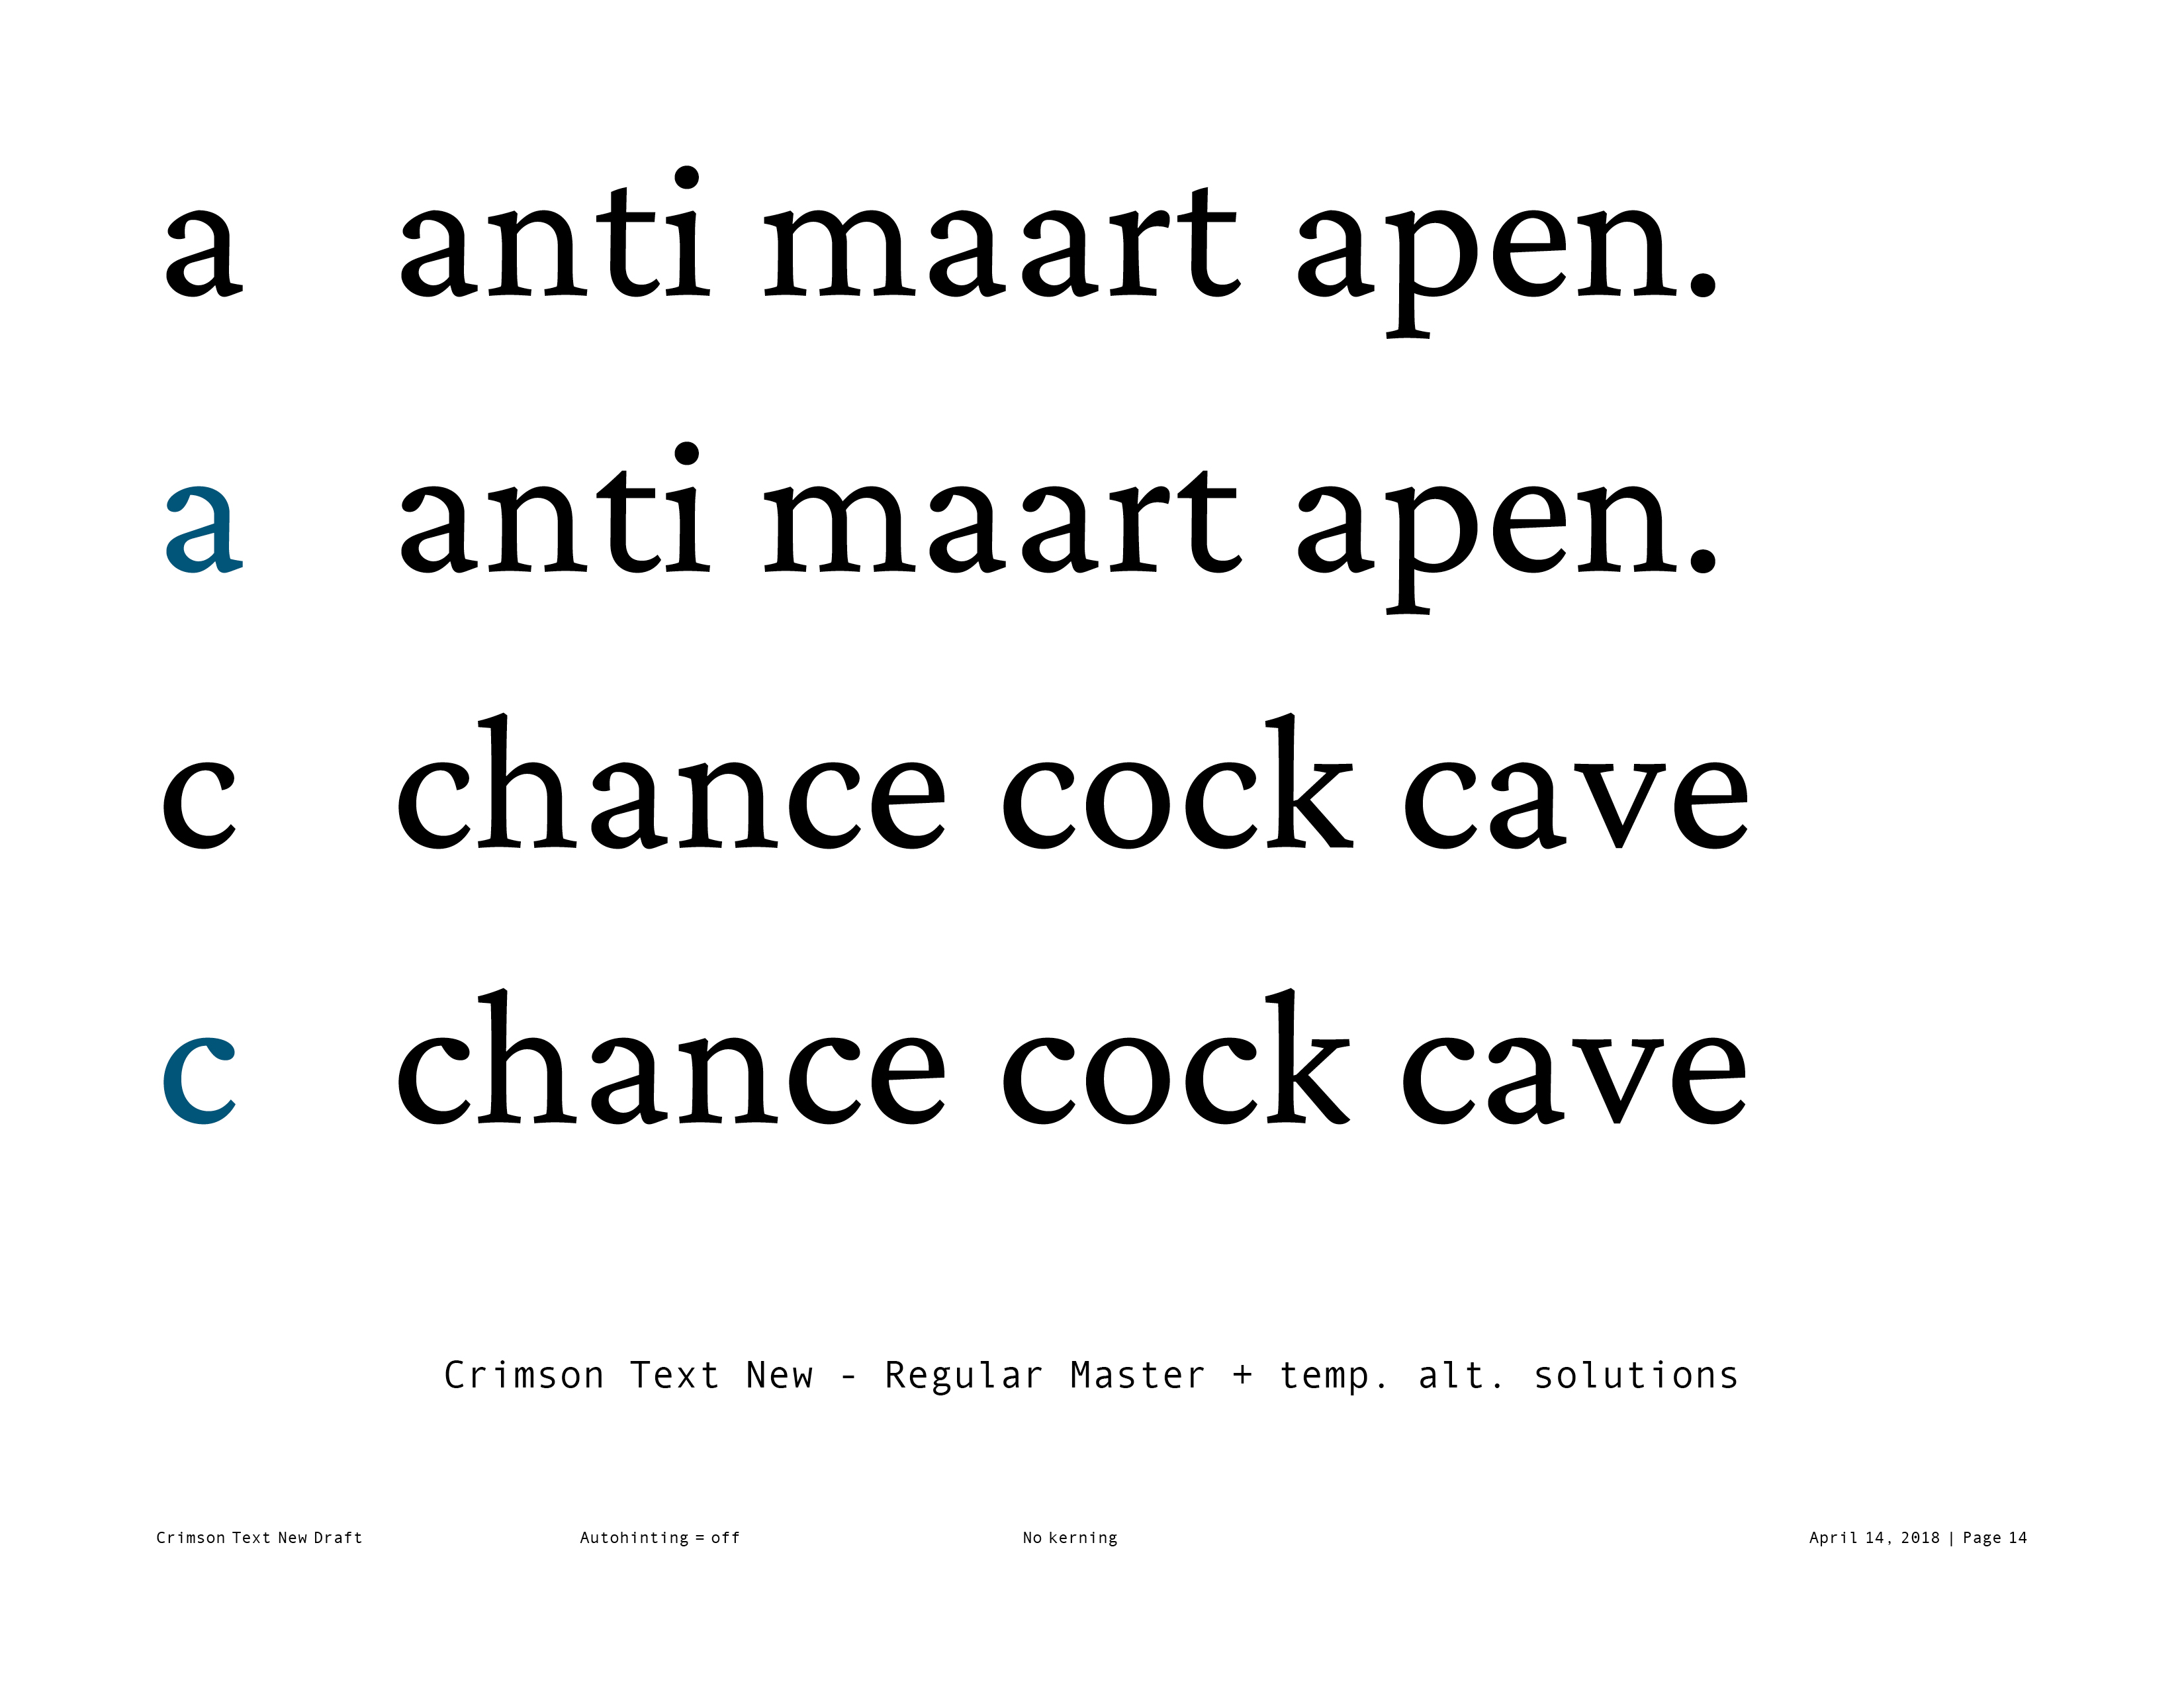 a anti maart apen.
a anti maart apen.
c chance cock cave
c chance cock cave
Crimson Text New - Regular Master + temp. alt. solutions
Crimson Text New Draft Autohinting = off No kerning April 14, 2018 | Page 14